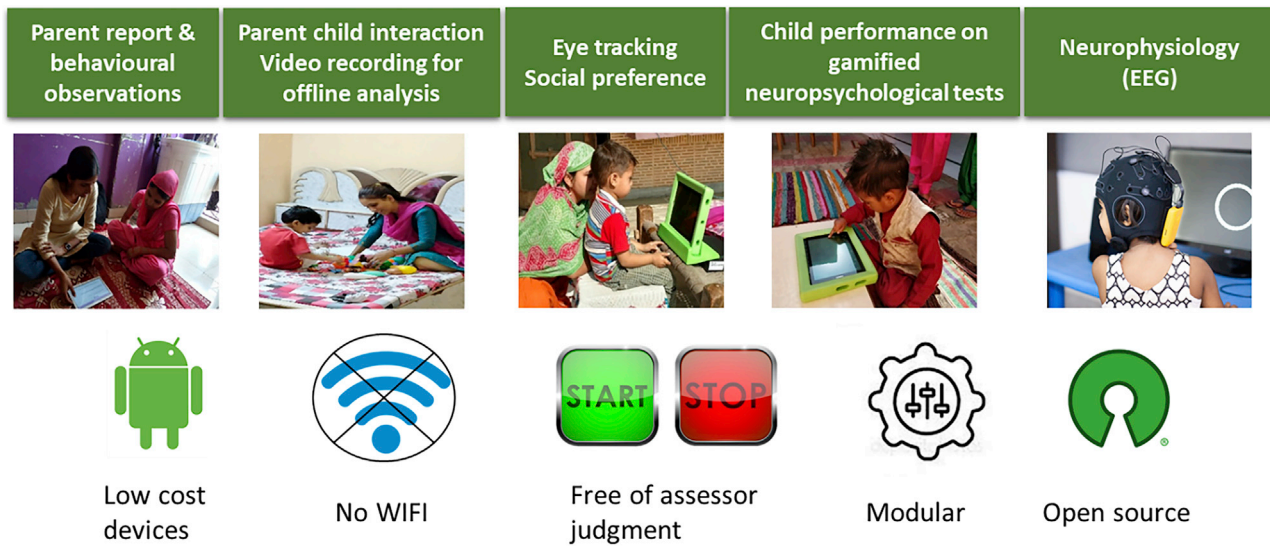 Parent report &
behavioural
observations
Parent child interaction
Video recording for
offline analysis
Eye tracking
Social preference
Child performance on
gamified
neuropsychological tests
Neurophysiology
(EEG)
START
STOP
®
Low cost
devices
No WIFI
Free of assessor
judgment
Modular
Open source